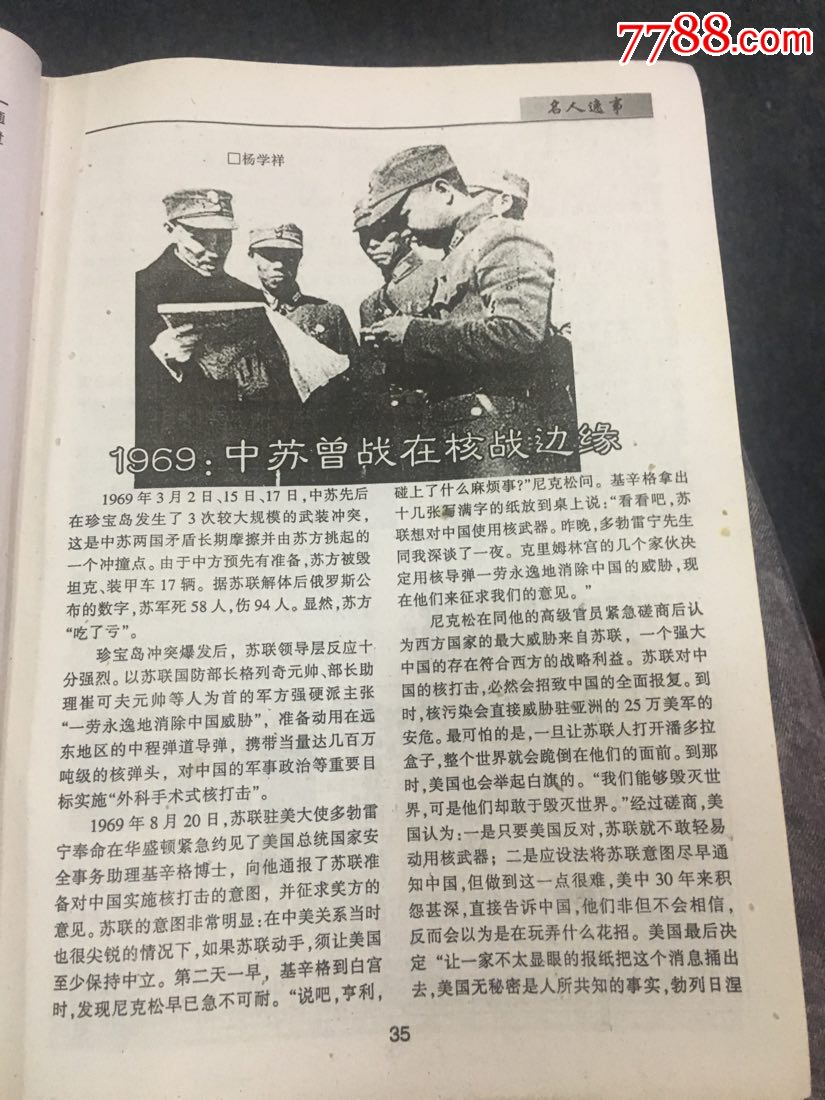 7788.com
名人逸事
□杨学祥
1969：中苏曾战在核战边缘
1969年3月2日、15日、17日，中苏先后
在珍宝岛发生了3次较大规模的武装冲突，
这是中苏两国矛盾长期摩擦并由苏方挑起的
一个冲撞点。由于中方预先有准备，苏方被毁
坦克、装甲车17辆。据苏联解体后俄罗斯公
布的数字，苏军死58人，伤94人。显然，苏方
“吃了亏”。
珍宝岛冲突爆发后，苏联领导层反应十
分强烈。以苏联国防部长格列奇元帅、部长助
理崔可夫元帅等人为首的军方强硬派主张
“一劳永逸地消除中国威胁”，准备动用在远
东地区的中程弹道导弹，携带当量达几百万
吨级的核弹头，对中国的军事政治等重要目
标实施“外科手术式核打击”。
1969年8月20日，苏联驻美大使多勃雷
宁奉命在华盛顿紧急约见了美国总统国家安
全事务助理基辛格博士，向他通报了苏联准
备对中国实施核打击的意图，并征求美方的
意见。苏联的意图非常明显：在中美关系当时
也很尖锐的情况下，如果苏联动手，须让美国
至少保持中立。第二天一早，基辛格到白宫
时，发现尼克松早已急不可耐。“说吧，亨利，
碰上了什么麻烦事？”尼克松问。基辛格拿出
十几张写满字的纸放到桌上说：“看看吧，苏
联想对中国使用核武器。昨晚，多勃雷宁先生
同我深谈了一夜。克里姆林宫的几个家伙决
定用核导弹一劳永逸地消除中国的威胁，现
在他们来征求我们的意见。”
尼克松在同他的高级官员紧急磋商后认
为西方国家的最大威胁来自苏联，一个强大
中国的存在符合西方的战略利益。苏联对中
国的核打击，必然会招致中国的全面报复。到
时，核污染会直接威胁驻亚洲的25万美军的
安危。最可怕的是，一旦让苏联人打开潘多拉
盒子，整个世界就会跪倒在他们的面前。到那
时，美国也会举起白旗的。“我们能够毁灭世
界，可是他们却敢于毁灭世界。”经过磋商，美
国认为：一是只要美国反对，苏联就不敢轻易
动用核武器；二是应设法将苏联意图尽早通
知中国，但做到这一点很难，美中30年来积
怨甚深，直接告诉中国，他们非但不会相信，
反而会以为是在玩弄什么花招。美国最后决
定“让一家不太显眼的报纸把这个消息捅出
去，美国无秘密是人所共知的事实，勃列日涅
35